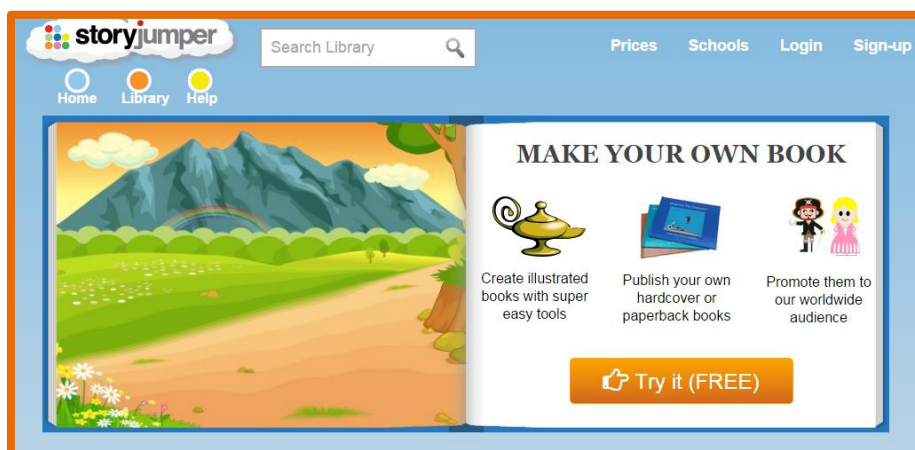 storyjumper
Search Library
Prices Schools Login Sign-up
Home Library Help
MAKE YOUR OWN BOOK
Create illustrated
books with super
easy tools
Publish your own
hardcover or
paperback books
Promote them to
our worldwide
audience
Try it (FREE)